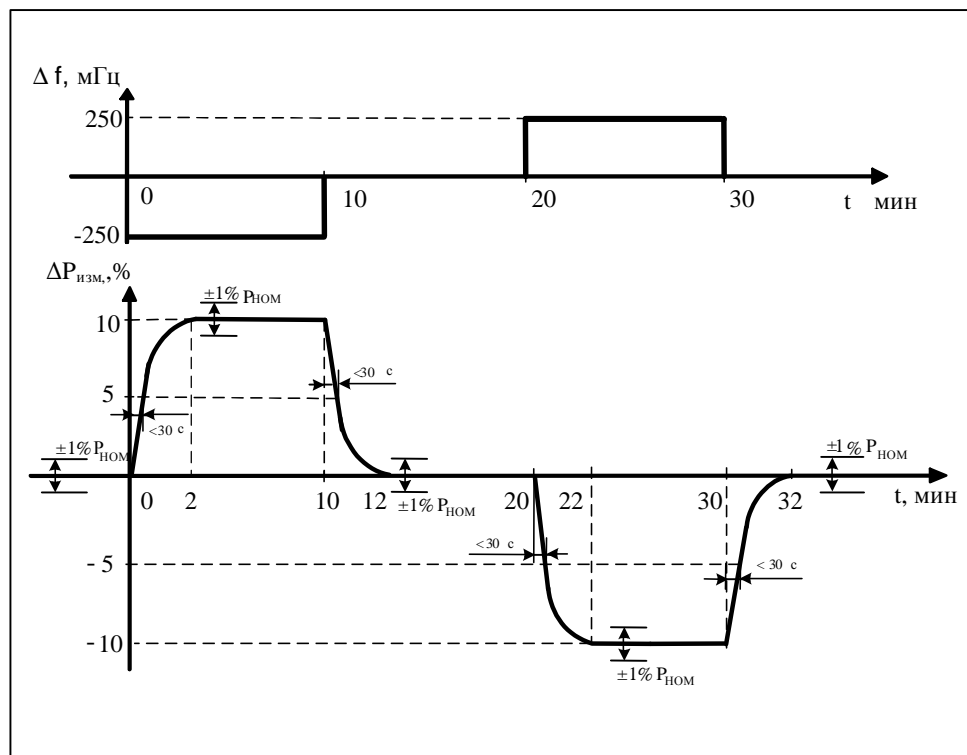 Δ f, мГц
250
0 10 20 30
t мин
-250
ΔPизм,,%
±1% PНОМ
10
<30 c
5
<30 c
±1% PНОМ
±1% PНОМ
0 2 10 12 20 22 30 32
±1% PНОМ
t, мин
<30 c
- 5
< 30 c
-10
±1% PНОМ